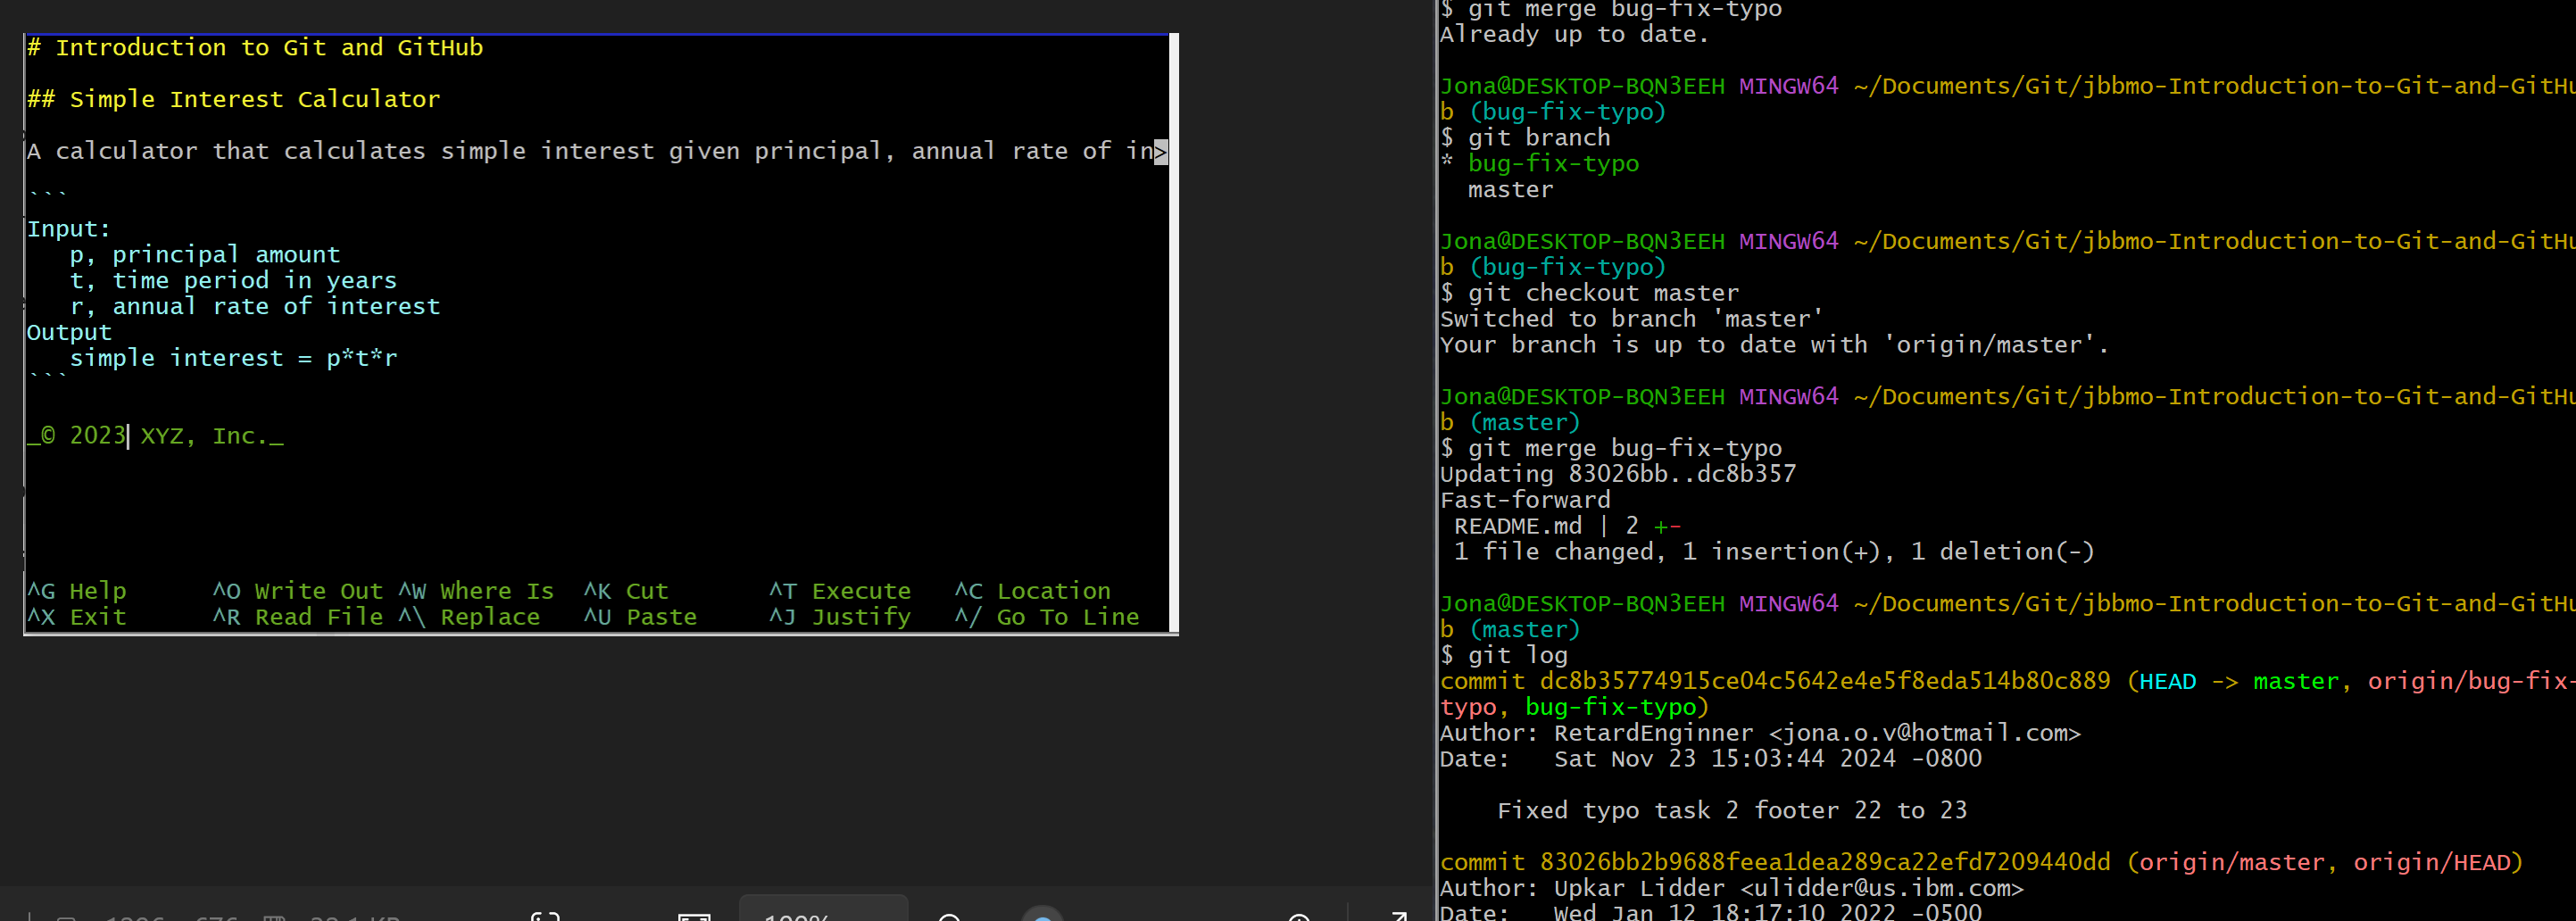 # Introduction to Git and GitHub
## Simple Interest Calculator
A calculator that calculates simple interest given principal, annual rate of in>
```
Input:
   p, principal amount
   t, time period in years
   r, annual rate of interest
Output
   simple interest = p*t*r
```
_© 2023 XYZ, Inc._
^G Help ^O Write Out ^W Where Is ^K Cut ^T Execute ^C Location
^X Exit ^R Read File ^\ Replace ^U Paste ^J Justify ^/ Go To Line
$ git merge bug-fix-typo
Already up to date.
Jona@DESKTOP-BQN3EEH MINGW64 ~/Documents/Git/jbbmo-Introduction-to-Git-and-GitHu
b (bug-fix-typo)
$ git branch
* bug-fix-typo
  master
Jona@DESKTOP-BQN3EEH MINGW64 ~/Documents/Git/jbbmo-Introduction-to-Git-and-GitHu
b (bug-fix-typo)
$ git checkout master
Switched to branch 'master'
Your branch is up to date with 'origin/master'.
Jona@DESKTOP-BQN3EEH MINGW64 ~/Documents/Git/jbbmo-Introduction-to-Git-and-GitHu
b (master)
$ git merge bug-fix-typo
Updating 83026bb..dc8b357
Fast-forward
 README.md | 2 +-
 1 file changed, 1 insertion(+), 1 deletion(-)
Jona@DESKTOP-BQN3EEH MINGW64 ~/Documents/Git/jbbmo-Introduction-to-Git-and-GitHu
b (master)
$ git log
commit dc8b35774915ce04c5642e4e5f8eda514b80c889 (HEAD -> master, origin/bug-fix-
typo, bug-fix-typo)
Author: RetardEnginner <jona.o.v@hotmail.com>
Date:   Sat Nov 23 15:03:44 2024 -0800
    Fixed typo task 2 footer 22 to 23
commit 83026bb2b9688feea1dea289ca22efd7209440dd (origin/master, origin/HEAD)
Author: Upkar Lidder <ulidder@us.ibm.com>
Date:   Wed Jan 12 18:17:10 2022 -0500
100%